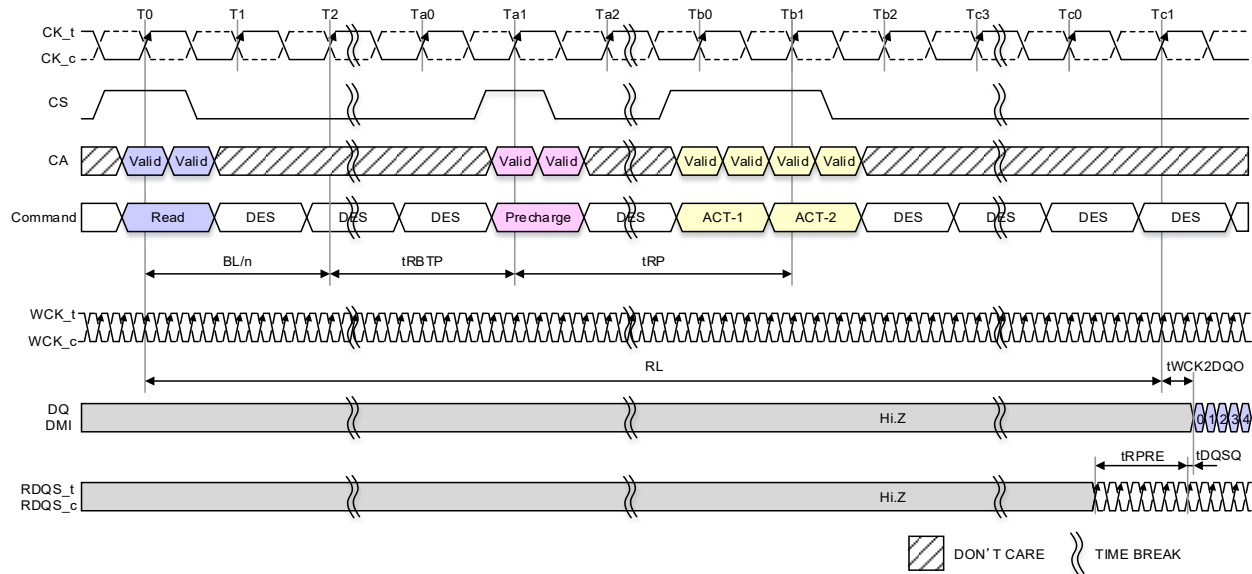 T0 T1 T2 Ta0 Ta1 Ta2 Tb0 Tb1 Tb2 Tc3 Tc0 Tc1
CK_t
CK_c
CS
CA Valid Valid Valid Valid Valid Valid Valid Valid
Command Read DES DES DES Precharge DES ACT-1 ACT-2 DES DES DES DES
BL/n tRBTP tRP
WCK_t
WCK_c
RL tWCK2DQO
DQ
DMI Hi.Z 0 1 2 3 4
tRPRE tDQSQ
RDQS_t
RDQS_c Hi.Z
DON'T CARE TIME BREAK